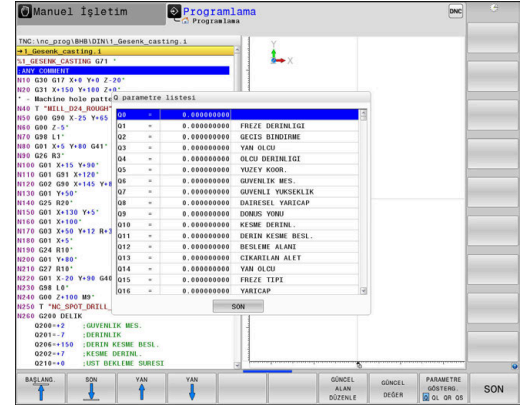 Manuel İşletim
Programlama
Programlama
DNC
TNC:\nc_prog\BHB\DIN\1_Gesenk_casting.i
→1_Gesenk_casting.i
%1_GESENK_CASTING G71 *
;ANY COMMENT
N10 G30 G17 X+0 Y+0 Z-20*
N20 G31 X+150 Y+100 Z+0*
* - Machine hole patte
N40 T "MILL_D24_ROUGH"
N50 G00 G90 X-25 Y+65
N60 G00 Z-5*
N70 G98 L1*
N80 G01 X+5 Y+80 G41*
N90 G26 R3*
N100 G01 X+15 Y+90*
N110 G01 G91 X+120*
N120 G02 G90 X+145 Y+8
N130 G01 Y+50*
N140 G25 R20*
N150 G01 X+130 Y+5*
N160 G01 X+100*
N170 G03 X+50 Y+12 R+3
N180 G01 X+5*
N190 G24 R10*
N200 G01 Y+80*
N210 G27 R10*
N220 G01 X-20 Y+90 G40
N230 G98 L0*
N240 G00 Z+100 M9*
N250 T "NC_SPOT_DRILL_
N260 G200 DELIK
Q200=+2 ;GUVENLIK MES.
Q201=-7 ;DERINLIK
Q206=+150 ;DERIN KESME BESL.
Q202=+7 ;KESME DERINL.
Q210=+0 ;UST BEKLEME SURESI
Y
X
Q parametre listesi
Q0 = 0.000000000
Q1 = 0.000000000 FREZE DERINLIGI
Q2 = 0.000000000 GECIS BINDIRME
Q3 = 0.000000000 YAN OLCU
Q4 = 0.000000000 OLCU DERINLIGI
Q5 = 0.000000000 YUZEY KOOR.
Q6 = 0.000000000 GUVENLIK MES.
Q7 = 0.000000000 GUVENLI YUKSEKLIK
Q8 = 0.000000000 DAIRESEL YARICAP
Q9 = 0.000000000 DONUS YONU
Q10 = 0.000000000 KESME DERINL.
Q11 = 0.000000000 DERIN KESME BESL.
Q12 = 0.000000000 BESLEME ALANI
Q13 = 0.000000000 CIKARILAN ALET
Q14 = 0.000000000 YAN OLCU
Q15 = 0.000000000 FREZE TIPI
Q16 = 0.000000000 YARICAP
SON
BAŞLANG.
SON
YAN
YAN
GÜNCEL
ALAN
DÜZENLE
GÜNCEL
DEĞER
PARAMETRE
GÖSTERG.
Q QL QR QS
SON